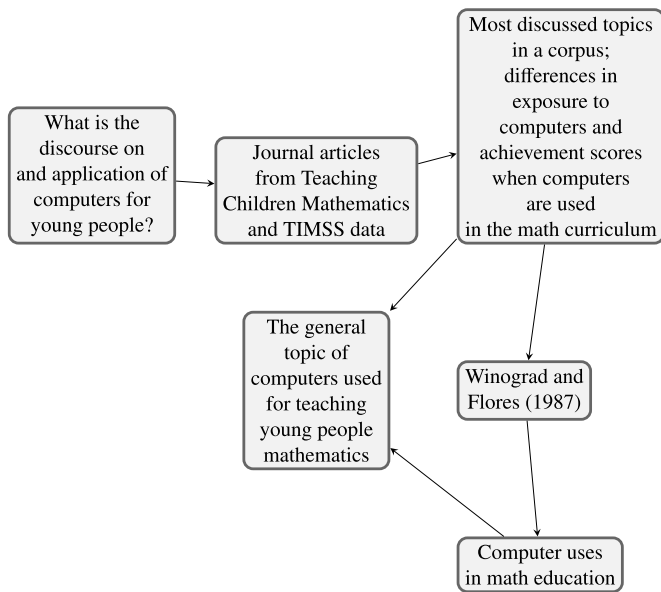 What is the
discourse on
and application of
computers for
young people?
Journal articles
from Teaching
Children Mathematics
and TIMSS data
Most discussed topics
in a corpus;
differences in
exposure to
computers and
achievement scores
when computers
are used
in the math curriculum
The general
topic of
computers used
for teaching
young people
mathematics
Winograd and
Flores (1987)
Computer uses
in math education